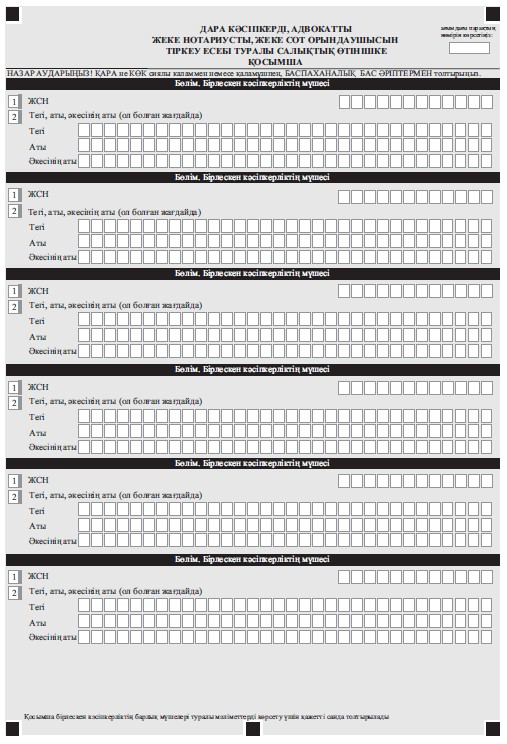 ДАРА КӘСІПКЕРДІ, АДВОКАТТЫ
ЖЕКЕ НОТАРИУСТЫ, ЖЕКЕ СОТ ОРЫНДАУШЫСЫН
ТІРКЕУ ЕСЕБІ ТУРАЛЫ САЛЫҚТЫҚ ӨТІНІШКЕ
ҚОСЫМША
НАЗАР АУДАРЫҢЫЗ! ҚАРА не КӨК сиялы қаламмен немесе қаламұшпен, БАСПАХАНАЛЫҚ БАС ӘРІПТЕРМЕН толтырыңыз.
Бөлім. Бірлескен кәсіпкерліктің мүшесі
1 ЖСН
2 Тегі, аты, әкесінің аты (ол болған жағдайда)
Тегі
Аты
Әкесінің аты
Бөлім. Бірлескен кәсіпкерліктің мүшесі
1 ЖСН
2 Тегі, аты, әкесінің аты (ол болған жағдайда)
Тегі
Аты
Әкесінің аты
Бөлім. Бірлескен кәсіпкерліктің мүшесі
1 ЖСН
2 Тегі, аты, әкесінің аты (ол болған жағдайда)
Тегі
Аты
Әкесінің аты
Бөлім. Бірлескен кәсіпкерліктің мүшесі
1 ЖСН
2 Тегі, аты, әкесінің аты (ол болған жағдайда)
Тегі
Аты
Әкесінің аты
Бөлім. Бірлескен кәсіпкерліктің мүшесі
1 ЖСН
2 Тегі, аты, әкесінің аты (ол болған жағдайда)
Тегі
Аты
Әкесінің аты
Бөлім. Бірлескен кәсіпкерліктің мүшесі
1 ЖСН
2 Тегі, аты, әкесінің аты (ол болған жағдайда)
Тегі
Аты
Әкесінің аты
Қосымша бірлескен кәсіпкерліктің барлық мүшелері туралы мәліметтерді көрсету үшін қажетті санда толтырылады